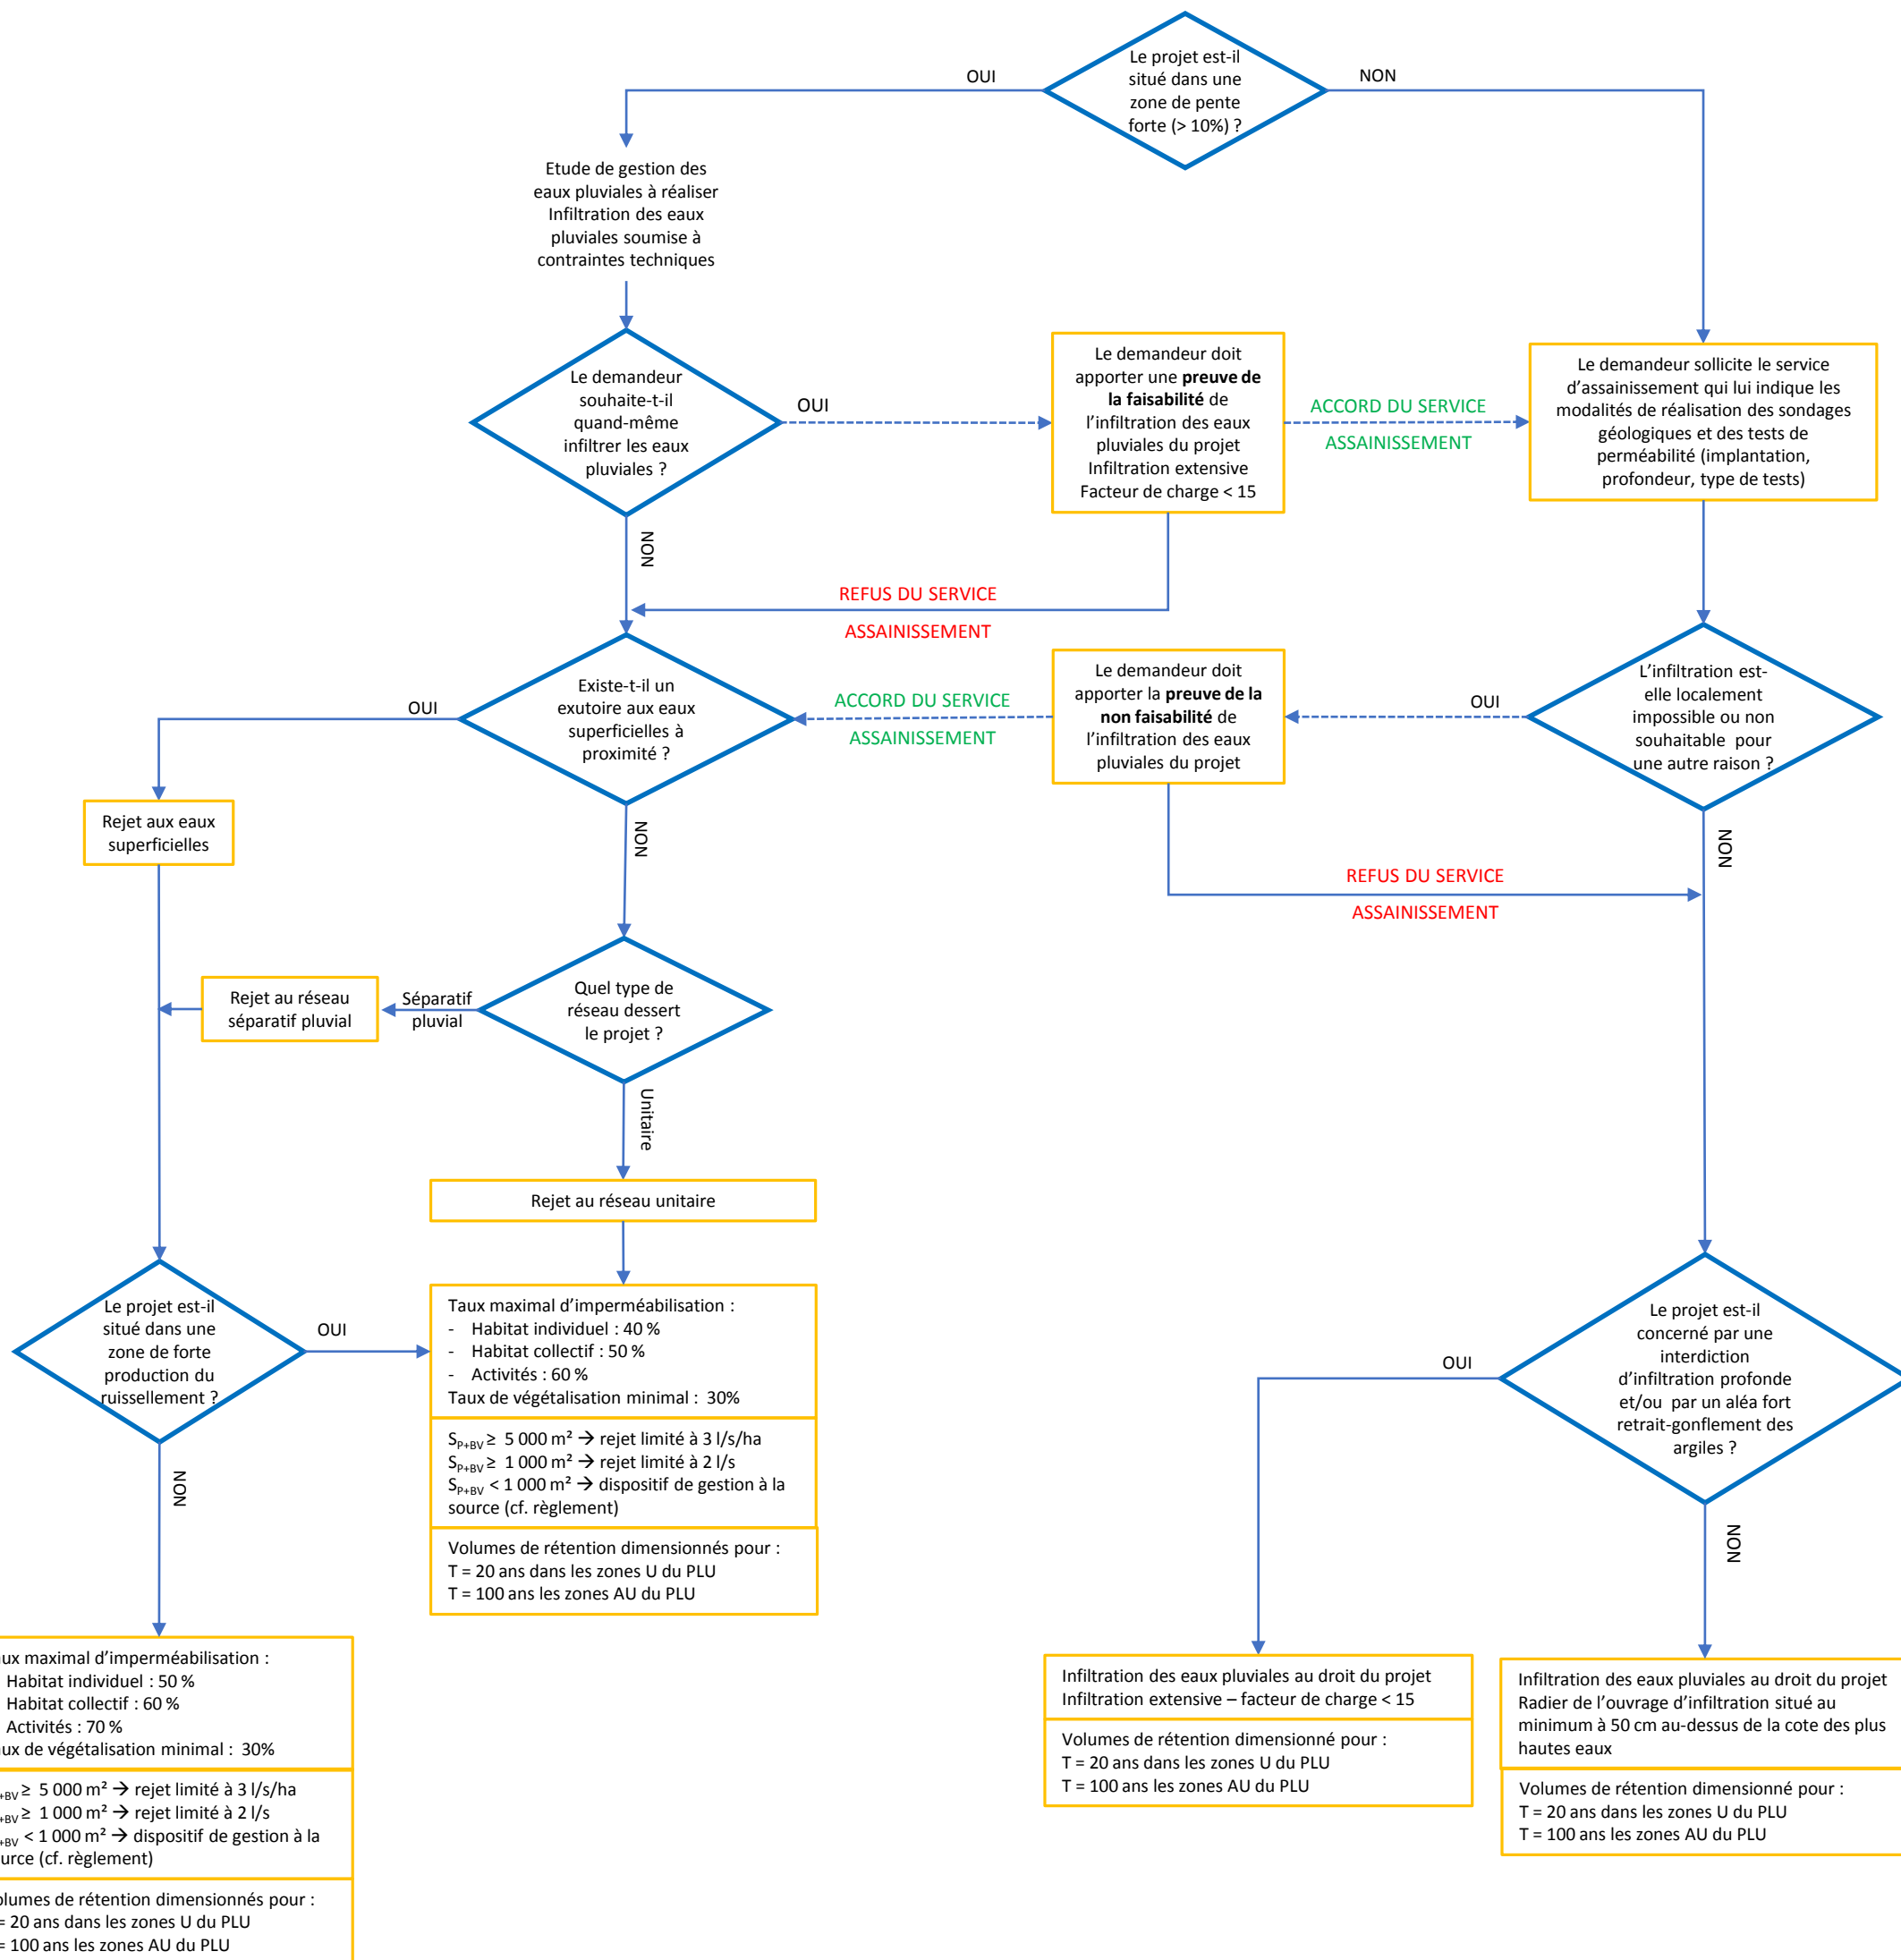 Le projet est-il
situé dans une
zone de pente
forte (> 10%) ?
OUI
NON
Etude de gestion des
eaux pluviales à réaliser
Infiltration des eaux
pluviales soumise à
contraintes techniques
Le demandeur
souhaite-t-il
quand-même
infiltrer les eaux
pluviales ?
OUI
NON
Le demandeur doit
apporter une preuve de
la faisabilité de
l'infiltration des eaux
pluviales du projet
Infiltration extensive
Facteur de charge < 15
ACCORD DU SERVICE
ASSAINISSEMENT
Le demandeur sollicite le service
d'assainissement qui lui indique les
modalités de réalisation des sondages
géologiques et des tests de
perméabilité (implantation,
profondeur, type de tests)
REFUS DU SERVICE
ASSAINISSEMENT
Existe-t-il un
exutoire aux eaux
superficielles à
proximité ?
OUI
NON
ACCORD DU SERVICE
ASSAINISSEMENT
Le demandeur doit
apporter la preuve de la
non faisabilité de
l'infiltration des eaux
pluviales du projet
OUI
L'infiltration est-
elle localement
impossible ou non
souhaitable pour
une autre raison ?
NON
REFUS DU SERVICE
ASSAINISSEMENT
Rejet aux eaux
superficielles
Rejet au réseau
séparatif pluvial
Séparatif
pluvial
Quel type de
réseau dessert
le projet ?
Unitaire
Rejet au réseau unitaire
Le projet est-il
situé dans une
zone de forte
production du
ruissellement ?
OUI
NON
Taux maximal d'imperméabilisation :
- Habitat individuel : 40 %
- Habitat collectif : 50 %
- Activités : 60 %
Taux de végétalisation minimal : 30%
SP+BV ≥ 5 000 m² → rejet limité à 3 l/s/ha
SP+BV ≥ 1 000 m² → rejet limité à 2 l/s
SP+BV < 1 000 m² → dispositif de gestion à la
source (cf. règlement)
Volumes de rétention dimensionnés pour :
T = 20 ans dans les zones U du PLU
T = 100 ans les zones AU du PLU
Le projet est-il
concerné par une
interdiction
d'infiltration profonde
et/ou par un aléa fort
retrait-gonflement des
argiles ?
OUI
NON
maximal d'imperméabilisation :
Habitat individuel : 50 %
Habitat collectif : 60 %
Activités : 70 %
de végétalisation minimal : 30%
+BV ≥ 5 000 m² → rejet limité à 3 l/s/ha
+BV ≥ 1 000 m² → rejet limité à 2 l/s
+BV < 1 000 m² → dispositif de gestion à la
(cf. règlement)
de rétention dimensionnés pour :
= 20 ans dans les zones U du PLU
= 100 ans les zones AU du PLU
Infiltration des eaux pluviales au droit du projet
Infiltration extensive – facteur de charge < 15
Volumes de rétention dimensionné pour :
T = 20 ans dans les zones U du PLU
T = 100 ans les zones AU du PLU
Infiltration des eaux pluviales au droit du projet
Radier de l'ouvrage d'infiltration situé au
minimum à 50 cm au-dessus de la cote des plus
hautes eaux
Volumes de rétention dimensionné pour :
T = 20 ans dans les zones U du PLU
T = 100 ans les zones AU du PLU